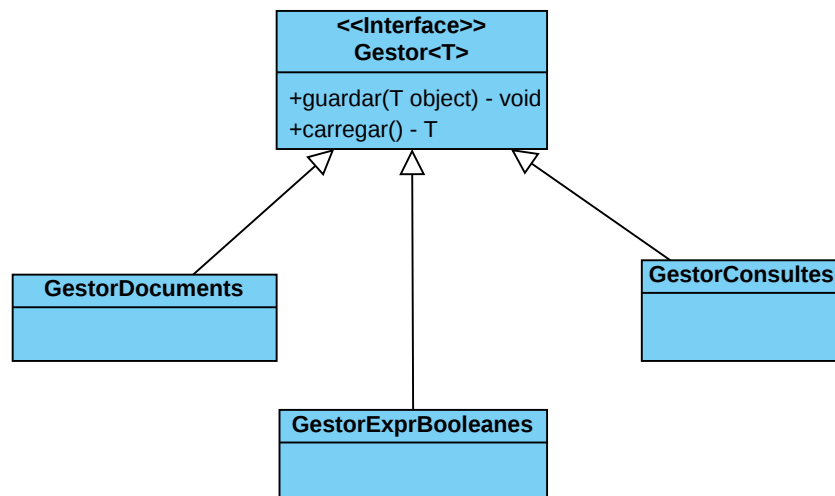 <<Interface>>
Gestor<T>
+guardar(T object) - void
+carregar() - T
GestorDocuments
GestorConsultes
GestorExprBooleanes